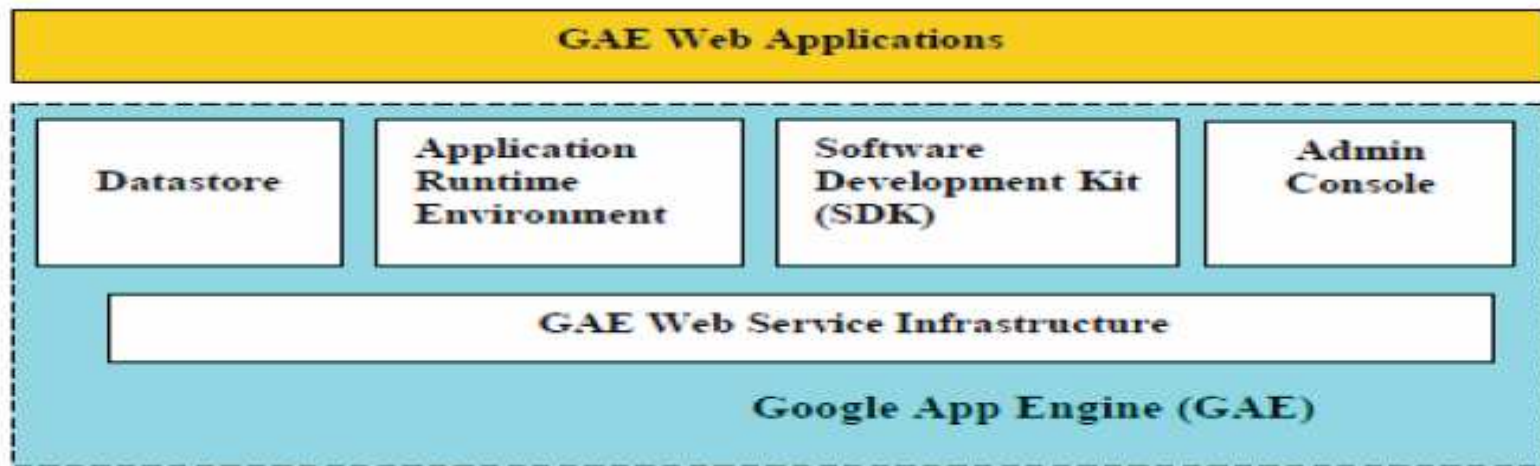 GAE Web Applications
Datastore
Application
Runtime
Environment
Software
Development Kit
(SDK)
Admin
Console
GAE Web Service Infrastructure
Google App Engine (GAE)